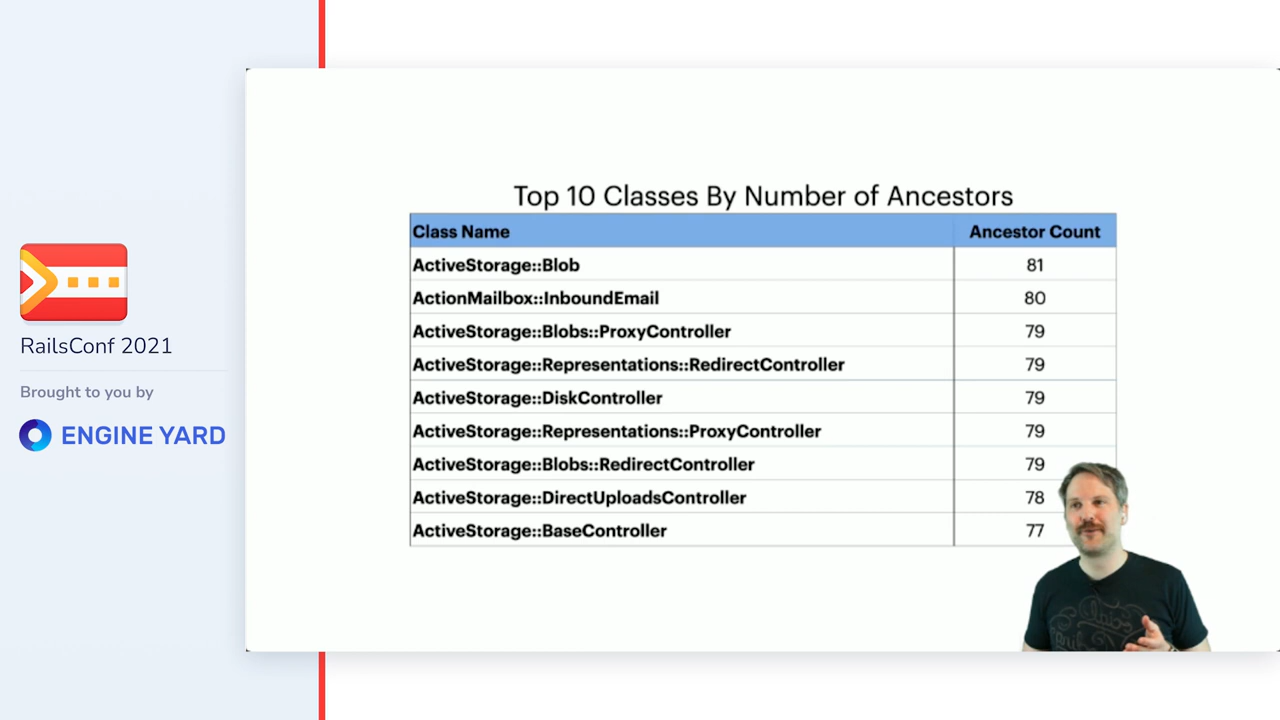 RailsConf 2021
Brought to you by
ENGINE YARD
Top 10 Classes By Number of Ancestors
Class Name Ancestor Count
ActiveStorage::Blob 81
ActionMailbox::InboundEmail 80
ActiveStorage::Blobs::ProxyController 79
ActiveStorage::Representations::RedirectController 79
ActiveStorage::DiskController 79
ActiveStorage::Representations::ProxyController 79
ActiveStorage::Blobs::RedirectController 79
ActiveStorage::DirectUploadsController 78
ActiveStorage::BaseController 77